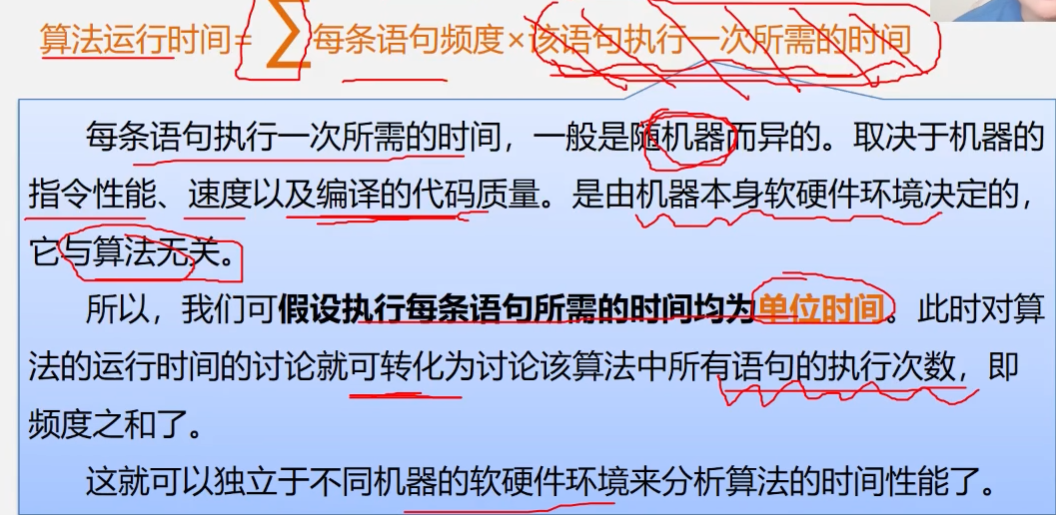 算法运行时间=∑每条语句频度×该语句执行一次所需的时间
每条语句执行一次所需的时间，一般是随机器而异的。取决于机器的
指令性能、速度以及编译的代码质量。是由机器本身软硬件环境决定的，
它与算法无关。
所以，我们可假设执行每条语句所需的时间均为单位时间。此时对算
法的运行时间的讨论就可转化为讨论该算法中所有语句的执行次数，即
频度之和了。
这就可以独立于不同机器的软硬件环境来分析算法的时间性能了。